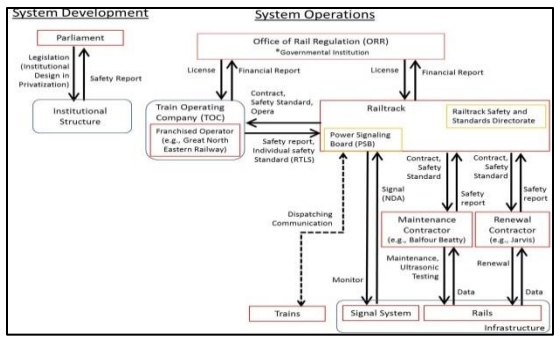 System Development
System Operations
Parliament
Legislation
(Institutional
Design in
Privatization)
Safety Report
Institutional
Structure
Office of Rail Regulation (ORR)
*Governmental Institution
License
Financial Report
License
Financial Report
Train Operating
Company (TOC)
Franchised Operator
(e.g., Great North
Eastern Railway)
Contract,
Safety Standard,
Opera
Safety report,
Individual safety
Standard (RTLS)
Railtrack
Railtrack Safety and
Standards Directorate
Power Signaling
Board (PSB)
Signal
(NDA)
Contract,
Safety
Standard
Safety
report
Contract,
Safety
Standard
Safety
report
Dispatching
Communication
Maintenance
Contractor
(e.g., Balfour Beatty)
Renewal
Contractor
(e.g., Jarvis)
Monitor
Maintenance,
Ultrasonic
Testing
Data
Renewal
Data
Trains
Signal System
Rails
Infrastructure